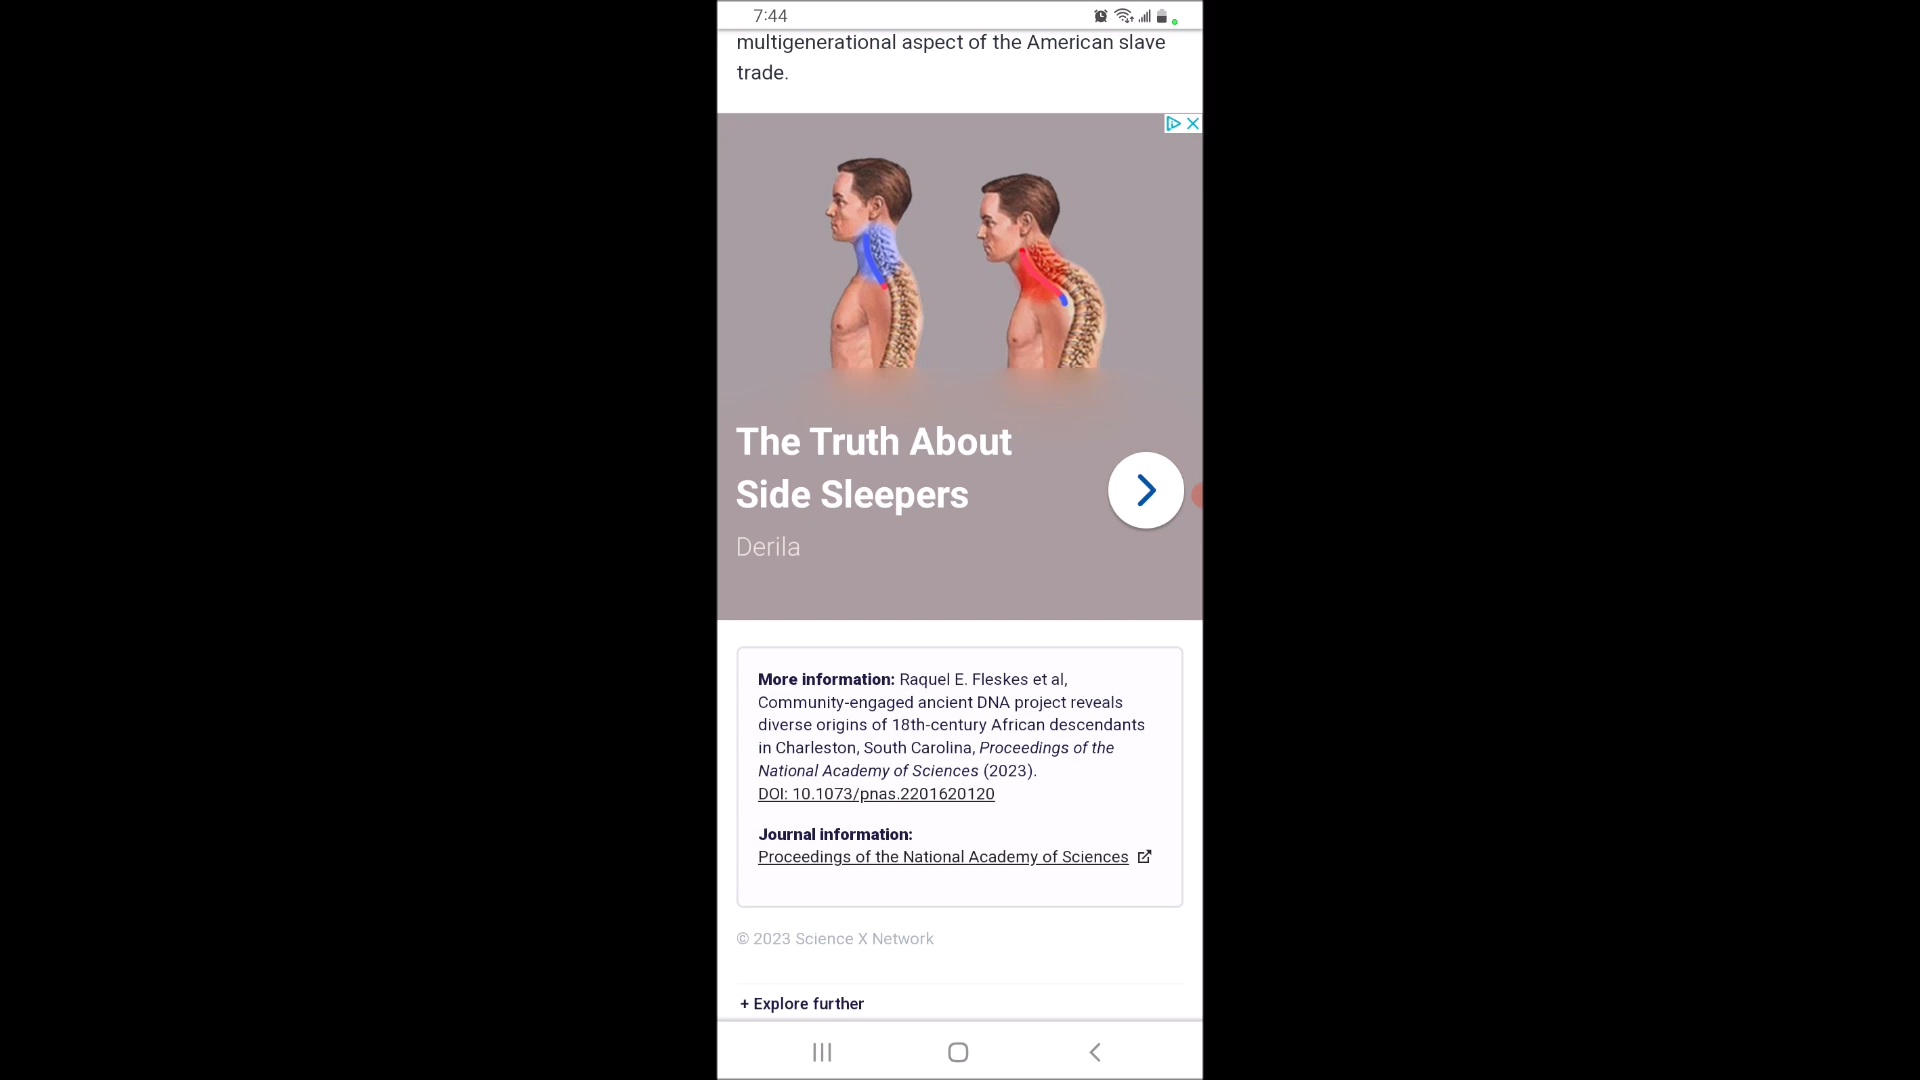 7:44
multigenerational aspect of the American slave
trade.
The Truth About
Side Sleepers
Derila
More information: Raquel E. Fleskes et al,
Community-engaged ancient DNA project reveals
diverse origins of 18th-century African descendants
in Charleston, South Carolina, Proceedings of the
National Academy of Sciences (2023).
DOI: 10.1073/pnas.2201620120
Journal information:
Proceedings of the National Academy of Sciences
© 2023 Science X Network
+ Explore further